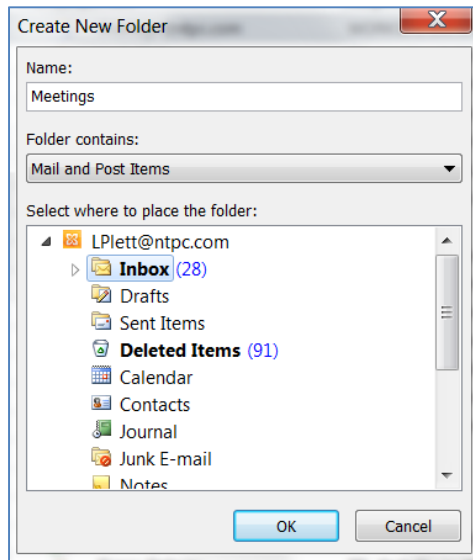 Create New Folder
Name:
Meetings
Folder contains:
Mail and Post Items
Select where to place the folder:
LPlett@ntpc.com
Inbox (28)
Drafts
Sent Items
Deleted Items (91)
Calendar
Contacts
Journal
Junk E-mail
Notes
OK Cancel